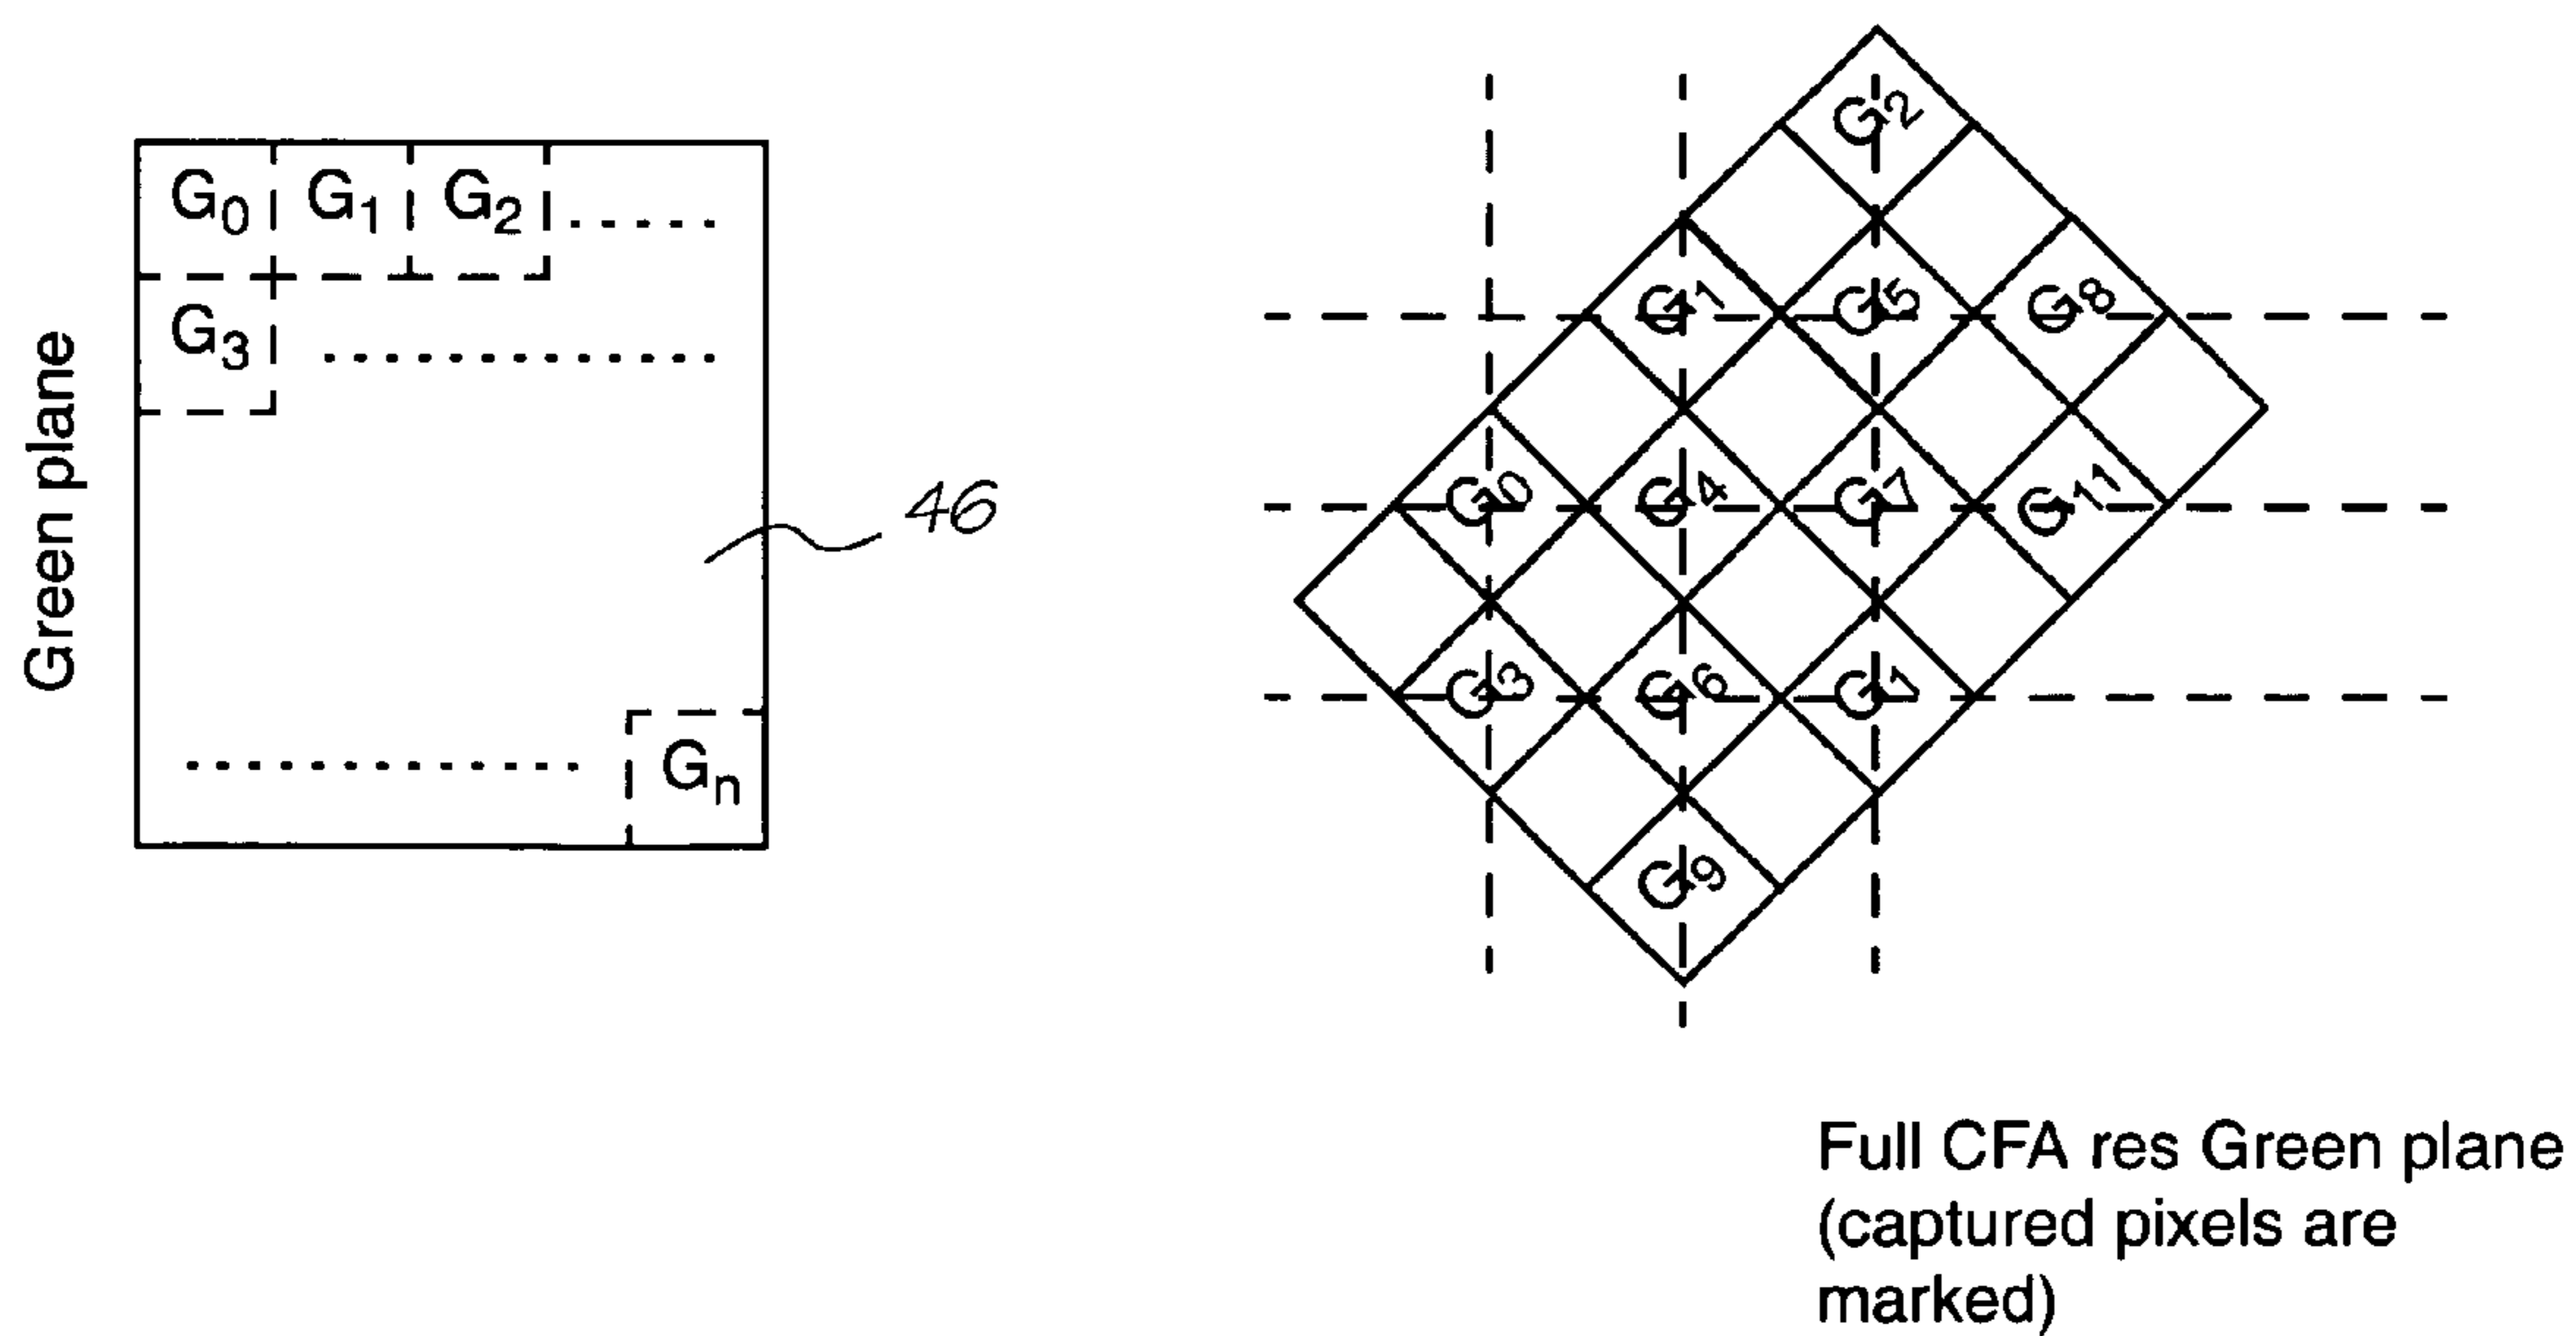 Green plane
G0 G1 G2 .....
G3 .............
............. Gn
46
G2
G1 G5 G8
G0 G4 G7 G11
G3 G6 G1
G9
Full CFA res Green plane
(captured pixels are
marked)